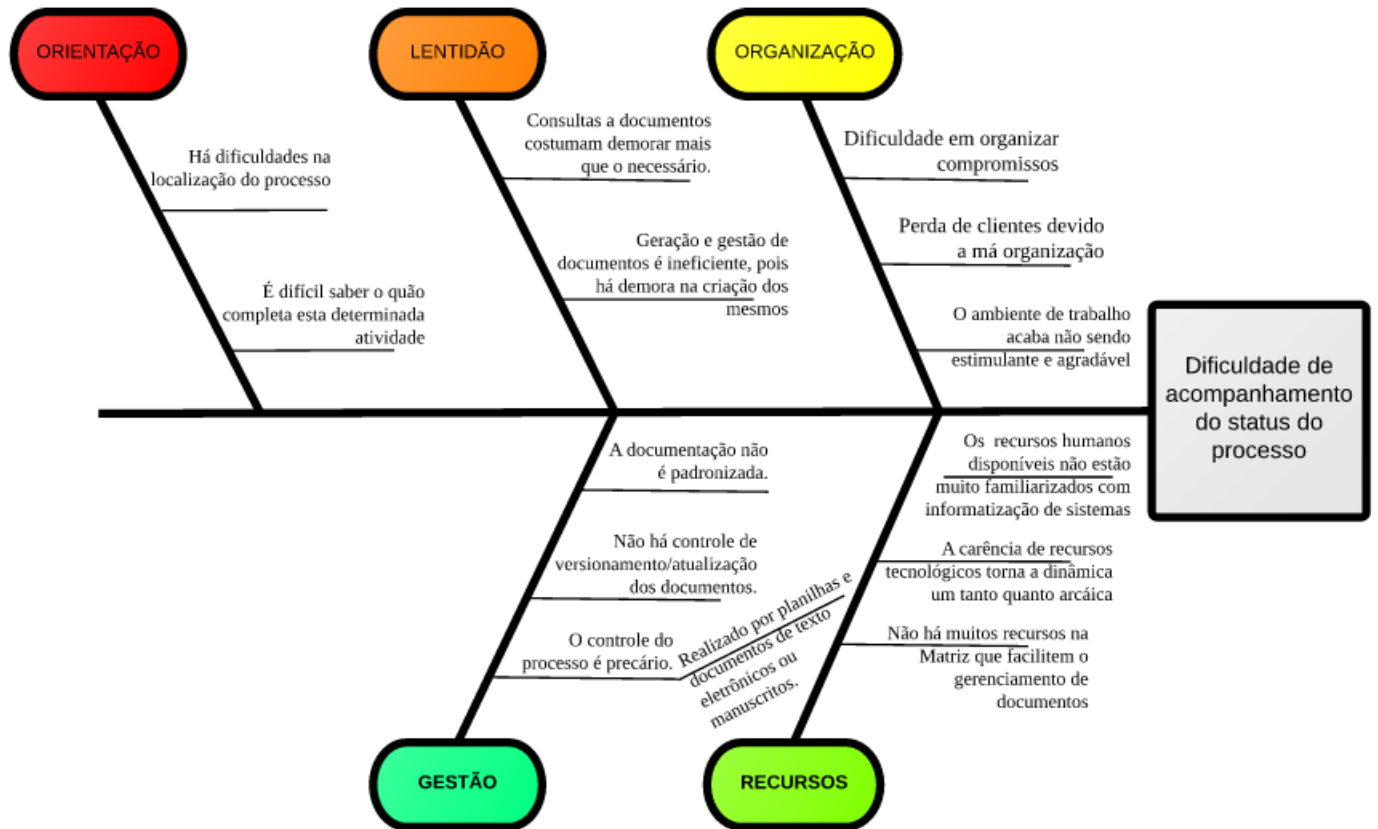 ORIENTAÇÃO
LENTIDÃO
ORGANIZAÇÃO
Há dificuldades na
localização do processo
É difícil saber o quão
completa esta determinada
atividade
Consultas a documentos
costumam demorar mais
que o necessário.
Geração e gestão de
documentos é ineficiente, pois
há demora na criação dos
mesmos
Dificuldade em organizar
compromissos
Perda de clientes devido
a má organização
O ambiente de trabalho
acaba não sendo
estimulante e agradável
Dificuldade de
acompanhamento
do status do
processo
A documentação não
é padronizada.
Não há controle de
versionamento/atualização
dos documentos.
O controle do
processo é precário.
Realizado por planilhas e
documentos de texto
eletrônicos ou
manuscritos.
Os recursos humanos
disponíveis não estão
muito familiarizados com
informatização de sistemas
A carência de recursos
tecnológicos torna a dinâmica
um tanto quanto arcáica
Não há muitos recursos na
Matriz que facilitem o
gerenciamento de
documentos
GESTÃO
RECURSOS